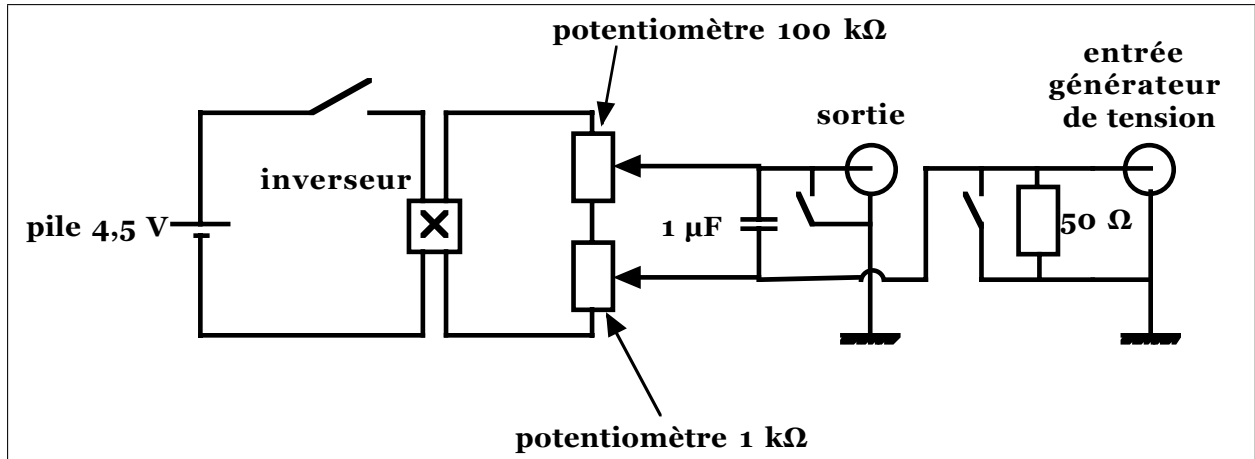 potentiomètre 100 kΩ
entrée
générateur
de tension
sortie
inverseur
pile 4,5 V
1 µF
50 Ω
potentiomètre 1 kΩ